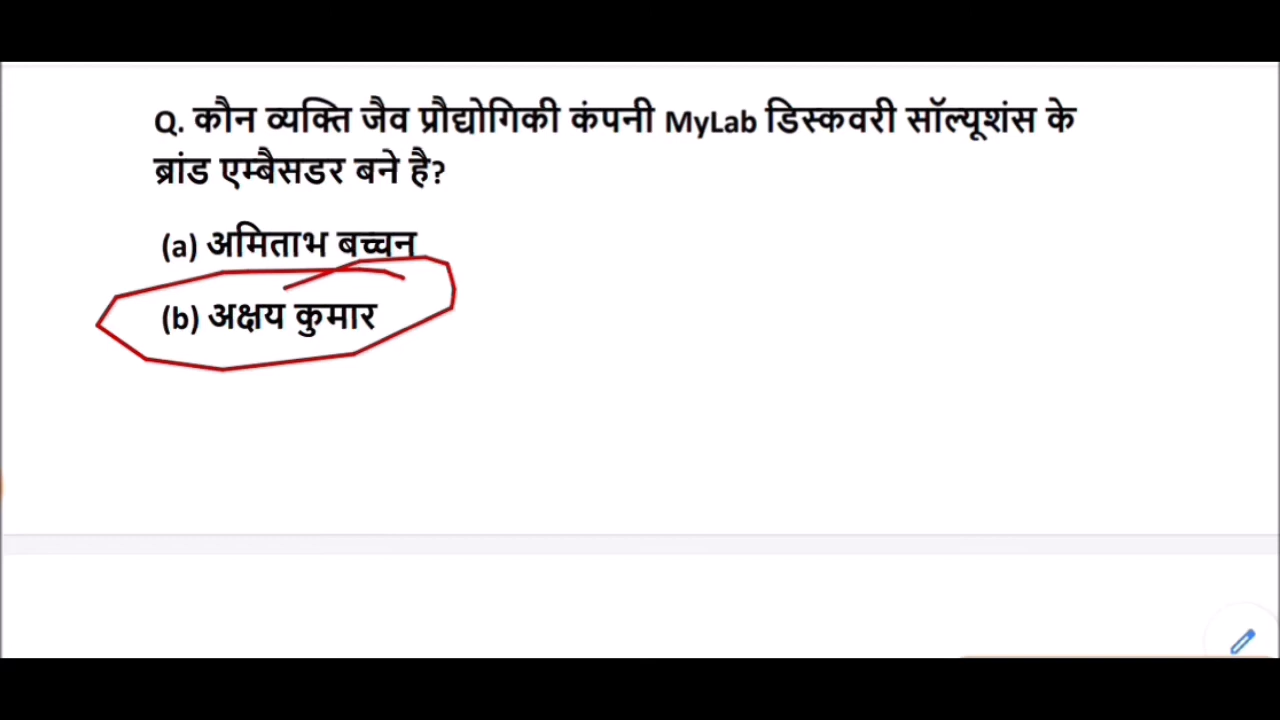 Q. कौन व्यक्ति जैव प्रौद्योगिकी कंपनी MyLab डिस्कवरी सॉल्यूशंस के
ब्रांड एम्बैसडर बने है?
(a) अमिताभ बच्चन
(b) अक्षय कुमार